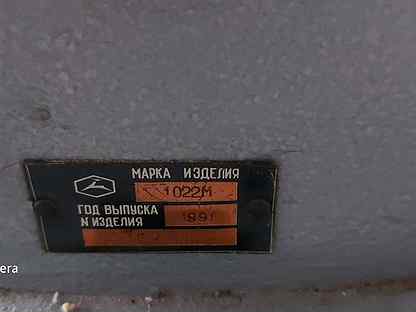 МАРКА ИЗДЕЛИЯ
1022М
ГОД ВЫПУСКА 1991
N ИЗДЕЛИЯ
era